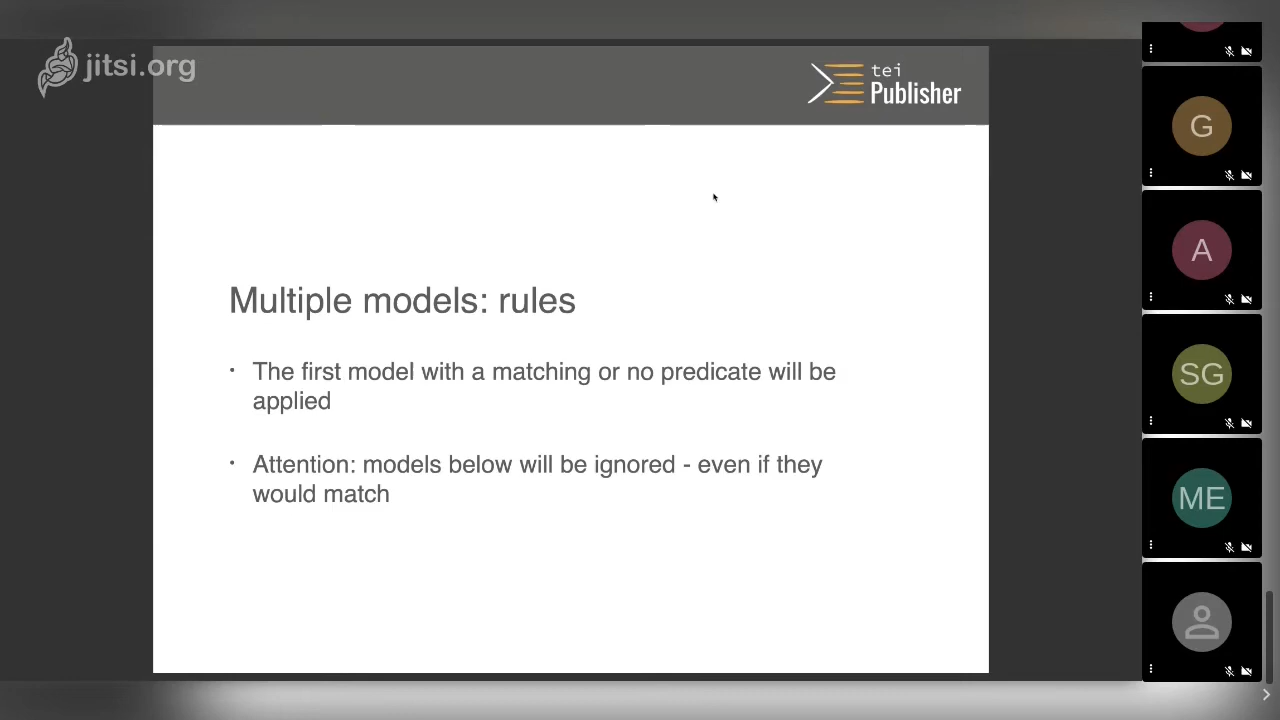 jitsi.org
tei
Publisher
Multiple models: rules
• The first model with a matching or no predicate will be
applied
• Attention: models below will be ignored - even if they
would match
G
A
SG
ME